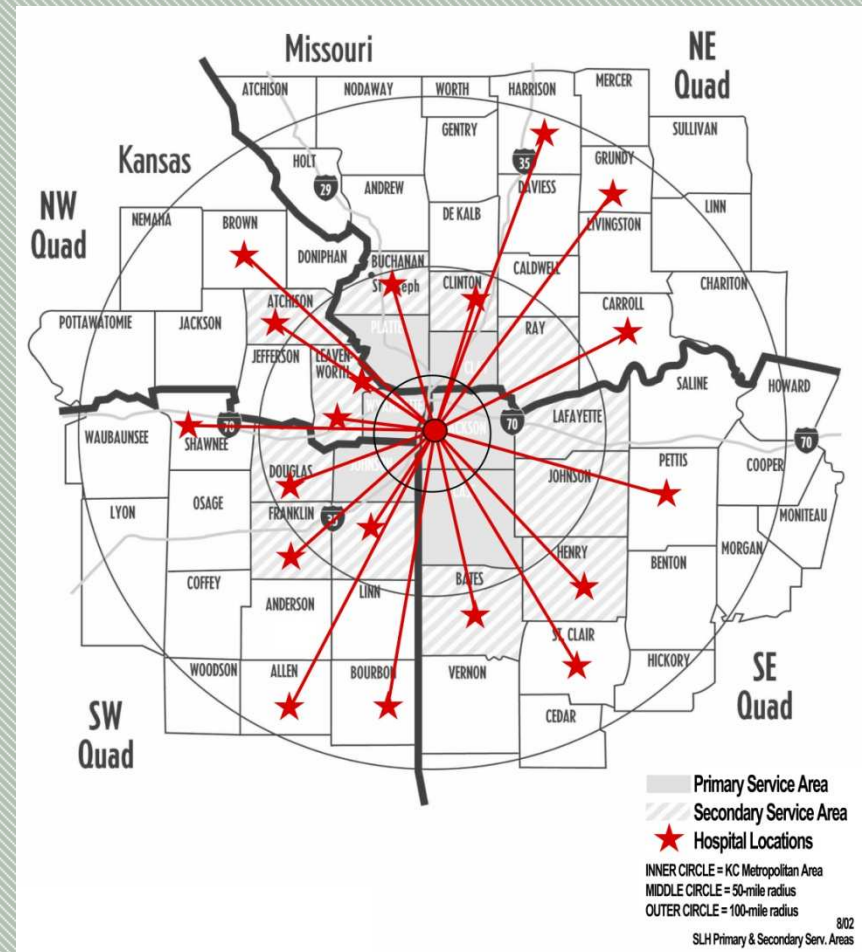 Missouri
NE
Quad
Kansas
NW
Quad
ATCHISON
NODAWAY
WORTH
HARRISON
MERCER
SULLIVAN
GENTRY
HOLT
29
35
GRUNDY
ANDREW
DAVIESS
DE KALB
LIVINGSTON
LINN
NEMAHA
BROWN
DONIPHAN
BUCHANAN
CLINTON
CALDWELL
CHARITON
ATCHISON
CARROLL
POTTAWATOMIE
JACKSON
PLATTE
RAY
JEFFERSON
LEAVEN-
WORTH
SALINE
HOWARD
WAUBAUNSEE
SHAWNEE
70
70
LAFAYETTE
70
PETTIS
COOPER
DOUGLAS
JOHNSON
LYON
OSAGE
FRANKLIN
35
MONITEAU
MORGAN
HENRY
BENTON
COFFEY
BATES
ANDERSON
LINN
ST. CLAIR
HICKORY
WOODSON
ALLEN
BOURBON
VERNON
CEDAR
SE
Quad
SW
Quad
Primary Service Area
Secondary Service Area
Hospital Locations
INNER CIRCLE = KC Metropolitan Area
MIDDLE CIRCLE = 50-mile radius
OUTER CIRCLE = 100-mile radius
8/02
SLH Primary & Secondary Serv. Areas